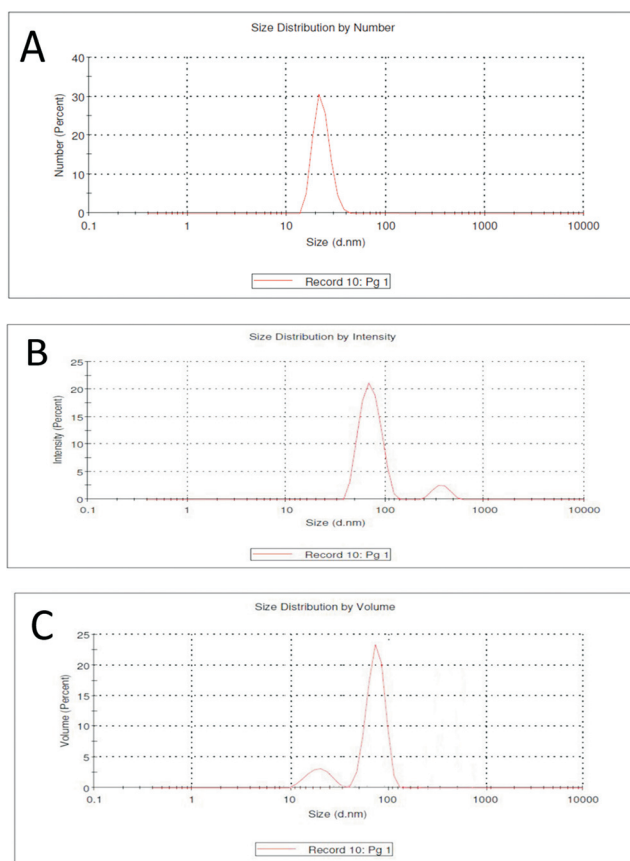 A
Size Distribution by Number
Number (Percent)
40
30
20
10
0
0.1 1 10 100 1000 10000
Size (d.nm)
Record 10: Pg 1
B
Size Distribution by Intensity
Intensity (Percent)
25
20
15
10
5
0
0.1 1 10 100 1000 10000
Size (d.nm)
Record 10: Pg 1
C
Size Distribution by Volume
Volume (Percent)
25
20
15
10
5
0
0.1 1 10 100 1000 10000
Size (d.nm)
Record 10: Pg 1